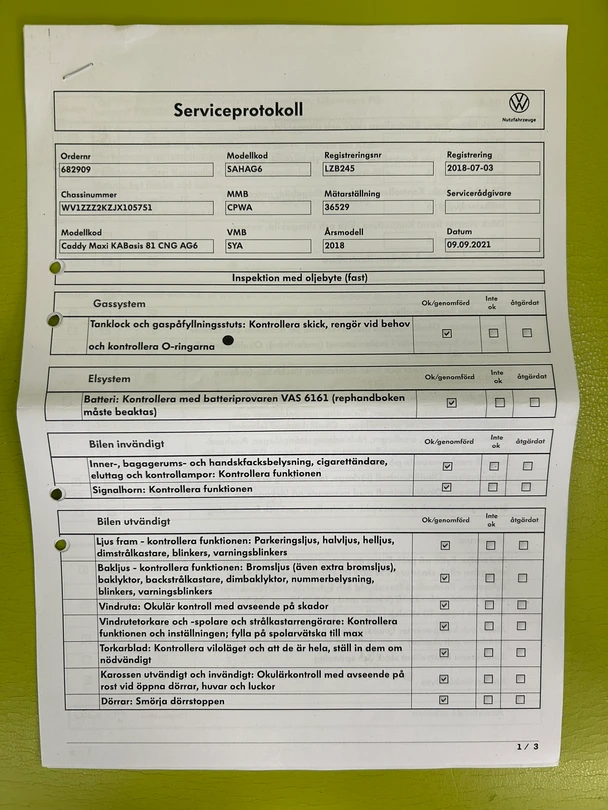 Serviceprotokoll
Nutzfahrzeuge
Ordernr Modellkod Registreringsnr Registrering
682909 SAHAG6 LZB245 2018-07-03
Chassinummer MMB Mätarställning Servicerådgivare
WV1ZZZ2KZJX105751 CPWA 36529
Modellkod VMB Årsmodell Datum
Caddy Maxi KABasis 81 CNG AG6 SYA 2018 09.09.2021
Inspektion med oljebyte (fast)
Gassystem Ok/genomförd Inte ok åtgärdat
Tanklock och gaspåfyllningsstuts: Kontrollera skick, rengör vid behov
och kontrollera O-ringarna
Elsystem Ok/genomförd Inte ok åtgärdat
Batteri: Kontrollera med batteriprovaren VAS 6161 (rephandboken
måste beaktas)
Bilen invändigt Ok/genomförd Inte ok åtgärdat
Inner-, bagagerums- och handskfacksbelysning, cigarettändare,
eluttag och kontrollampor: Kontrollera funktionen
Signalhorn: Kontrollera funktionen
Bilen utvändigt Ok/genomförd Inte ok åtgärdat
Ljus fram - kontrollera funktionen: Parkeringsljus, halvljus, helljus,
dimstrålkastare, blinkers, varningsblinkers
Bakljus - kontrollera funktionen: Bromsljus (även extra bromsljus),
baklyktor, backstrålkastare, dimbaklyktor, nummerbelysning,
blinkers, varningsblinkers
Vindruta: Okulär kontroll med avseende på skador
Vindrutetorkare och -spolare och strålkastarrengörare: Kontrollera
funktionen och inställningen; fylla på spolarvätska till max
Torkarblad: Kontrollera viloläget och att de är hela, ställ in dem om
nödvändigt
Karossen utvändigt och invändigt: Okulärkontroll med avseende på
rost vid öppna dörrar, huvar och luckor
Dörrar: Smörja dörrstoppen
1 / 3